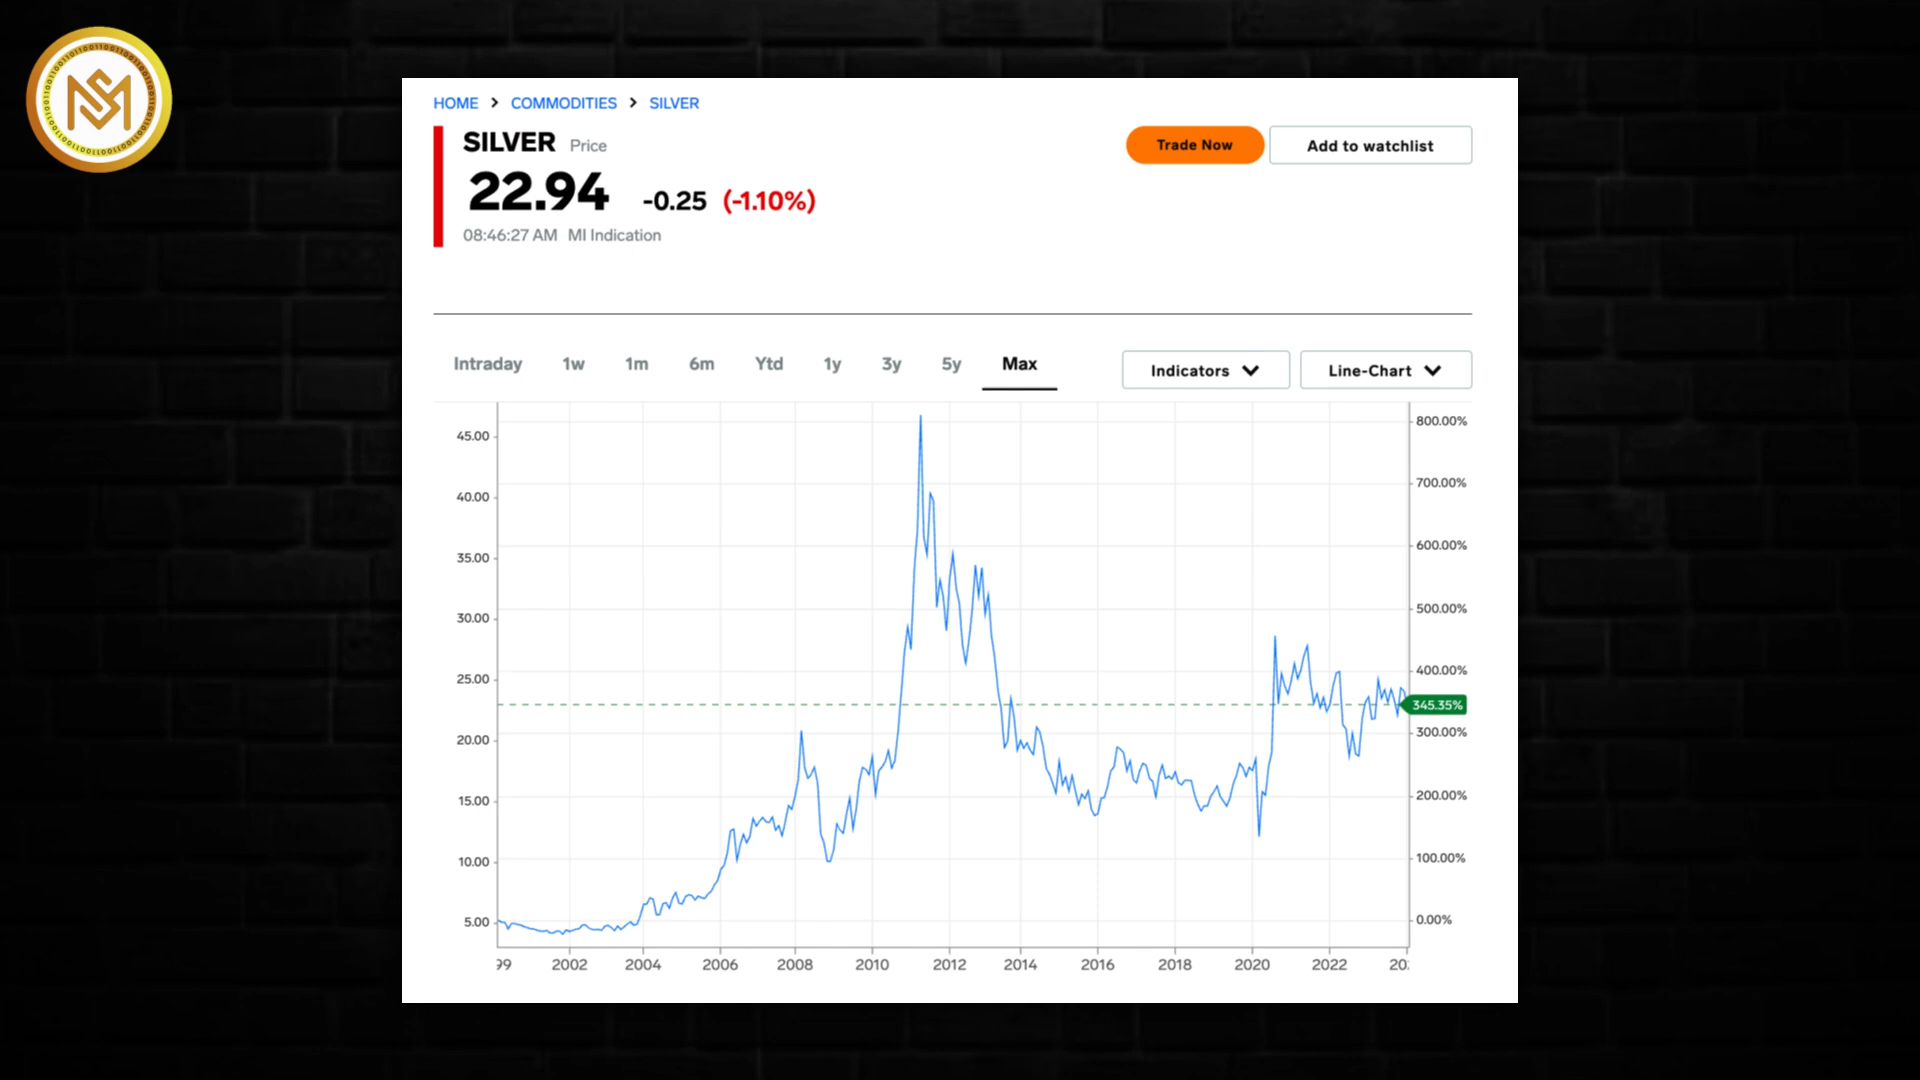 HOME > COMMODITIES > SILVER
SILVER Price
Trade Now
Add to watchlist
22.94 -0.25 (-1.10%)
08:46:27 AM MI Indication
Intraday 1w 1m 6m Ytd 1y 3y 5y Max
Indicators
Line-Chart
45.00
40.00
35.00
30.00
25.00
20.00
15.00
10.00
5.00
800.00%
700.00%
600.00%
500.00%
400.00%
345.35%
300.00%
200.00%
100.00%
0.00%
99 2002 2004 2006 2008 2010 2012 2014 2016 2018 2020 2022 20